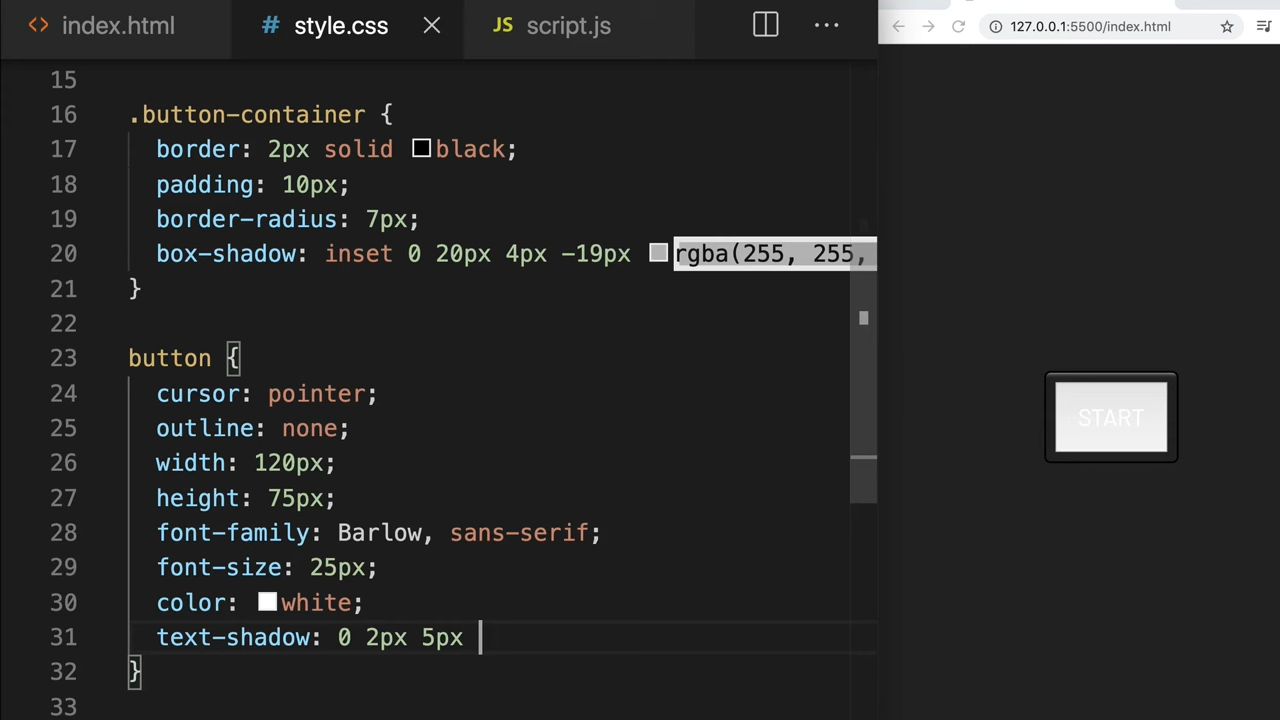 index.html
# style.css
JS script.js
127.0.0.1:5500/index.html
15
16 .button-container {
17 border: 2px solid black;
18 padding: 10px;
19 border-radius: 7px;
20 box-shadow: inset 0 20px 4px -19px rgba(255, 255,
21 }
22
23 button {
24 cursor: pointer;
25 outline: none;
26 width: 120px;
27 height: 75px;
28 font-family: Barlow, sans-serif;
29 font-size: 25px;
30 color: white;
31 text-shadow: 0 2px 5px
32 }
33
START